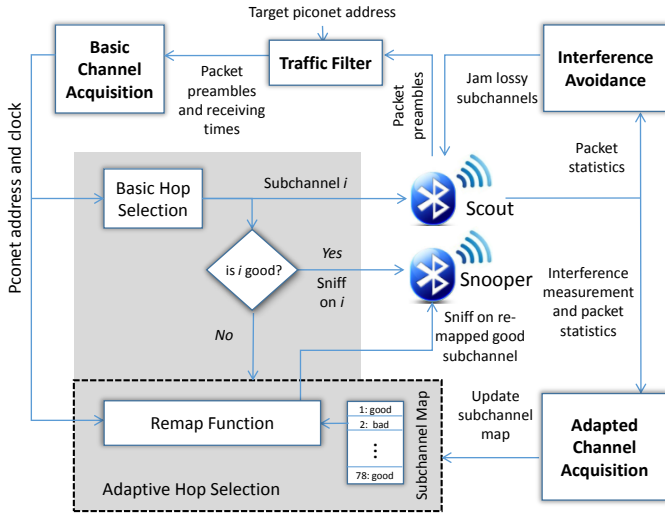 Target piconet address
Basic
Channel
Acquisition
Traffic Filter
Interference
Avoidance
Packet
preambles
and receiving
times
Packet
preambles
Jam lossy
subchannels
Pconet address and clock
Packet
statistics
Basic Hop
Selection
Subchannel i
Scout
is i good?
Yes
Sniff
on i
Snooper
Interference
measurement
and packet
statistics
No
Sniff on re-
mapped good
subchannel
Remap Function
1: good
2: bad
⋮
78: good
Subchannel Map
Update
subchannel
map
Adapted
Channel
Acquisition
Adaptive Hop Selection